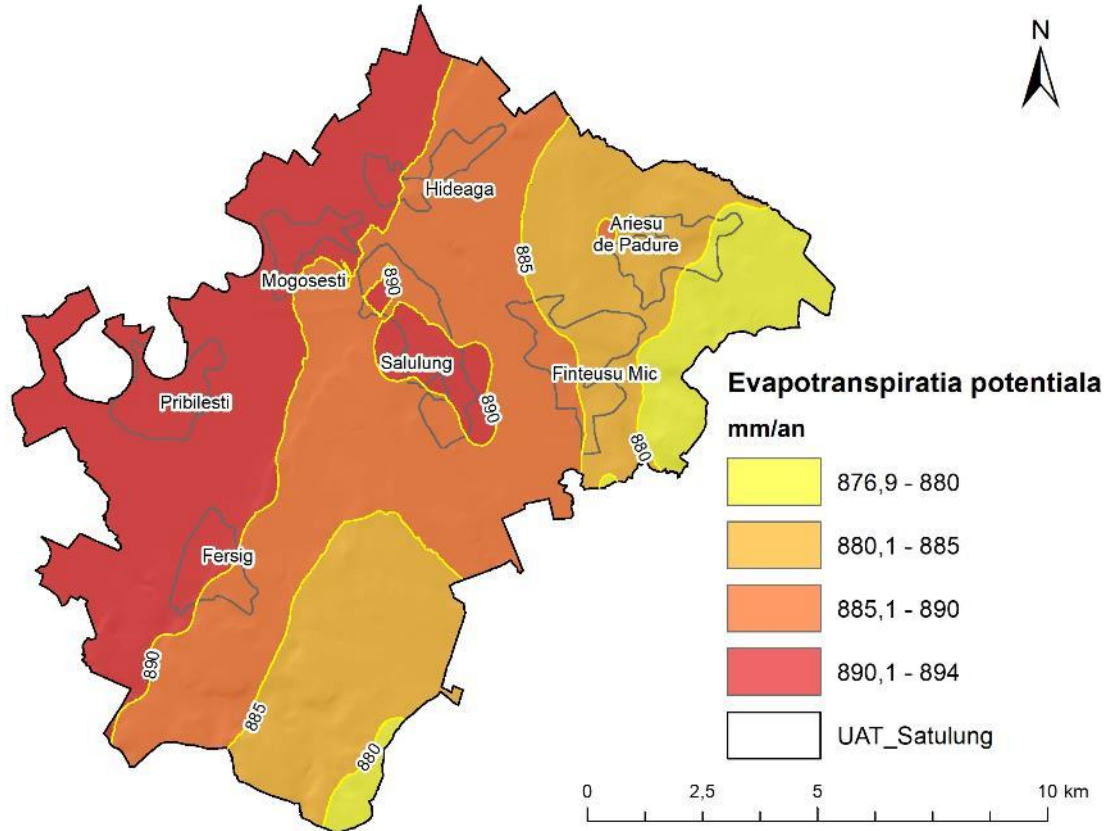 N
Hideaga
Ariesu
de Padure
885
Mogosesti
890
Salulung
Finteusu Mic
Pribilesti
890
880
Fersig
890
885
880
Evapotranspiratia potentiala
mm/an
876,9 - 880
880,1 - 885
885,1 - 890
890,1 - 894
UAT_Satulung
0 2,5 5 10 km